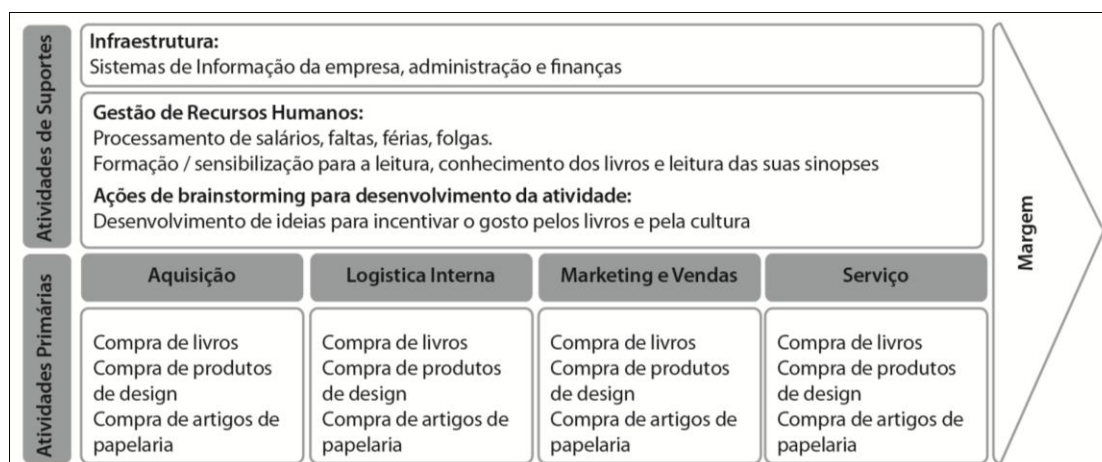 Atividades de Suportes
Infraestrutura:
Sistemas de Informação da empresa, administração e finanças
Gestão de Recursos Humanos:
Processamento de salários, faltas, férias, folgas.
Formação / sensibilização para a leitura, conhecimento dos livros e leitura das suas sinopses
Ações de brainstorming para desenvolvimento da atividade:
Desenvolvimento de ideias para incentivar o gosto pelos livros e pela cultura
Atividades Primárias
Aquisição
Logistica Interna
Marketing e Vendas
Serviço
Compra de livros
Compra de produtos
de design
Compra de artigos de
papelaria
Compra de livros
Compra de produtos
de design
Compra de artigos de
papelaria
Compra de livros
Compra de produtos
de design
Compra de artigos de
papelaria
Compra de livros
Compra de produtos
de design
Compra de artigos de
papelaria
Margem